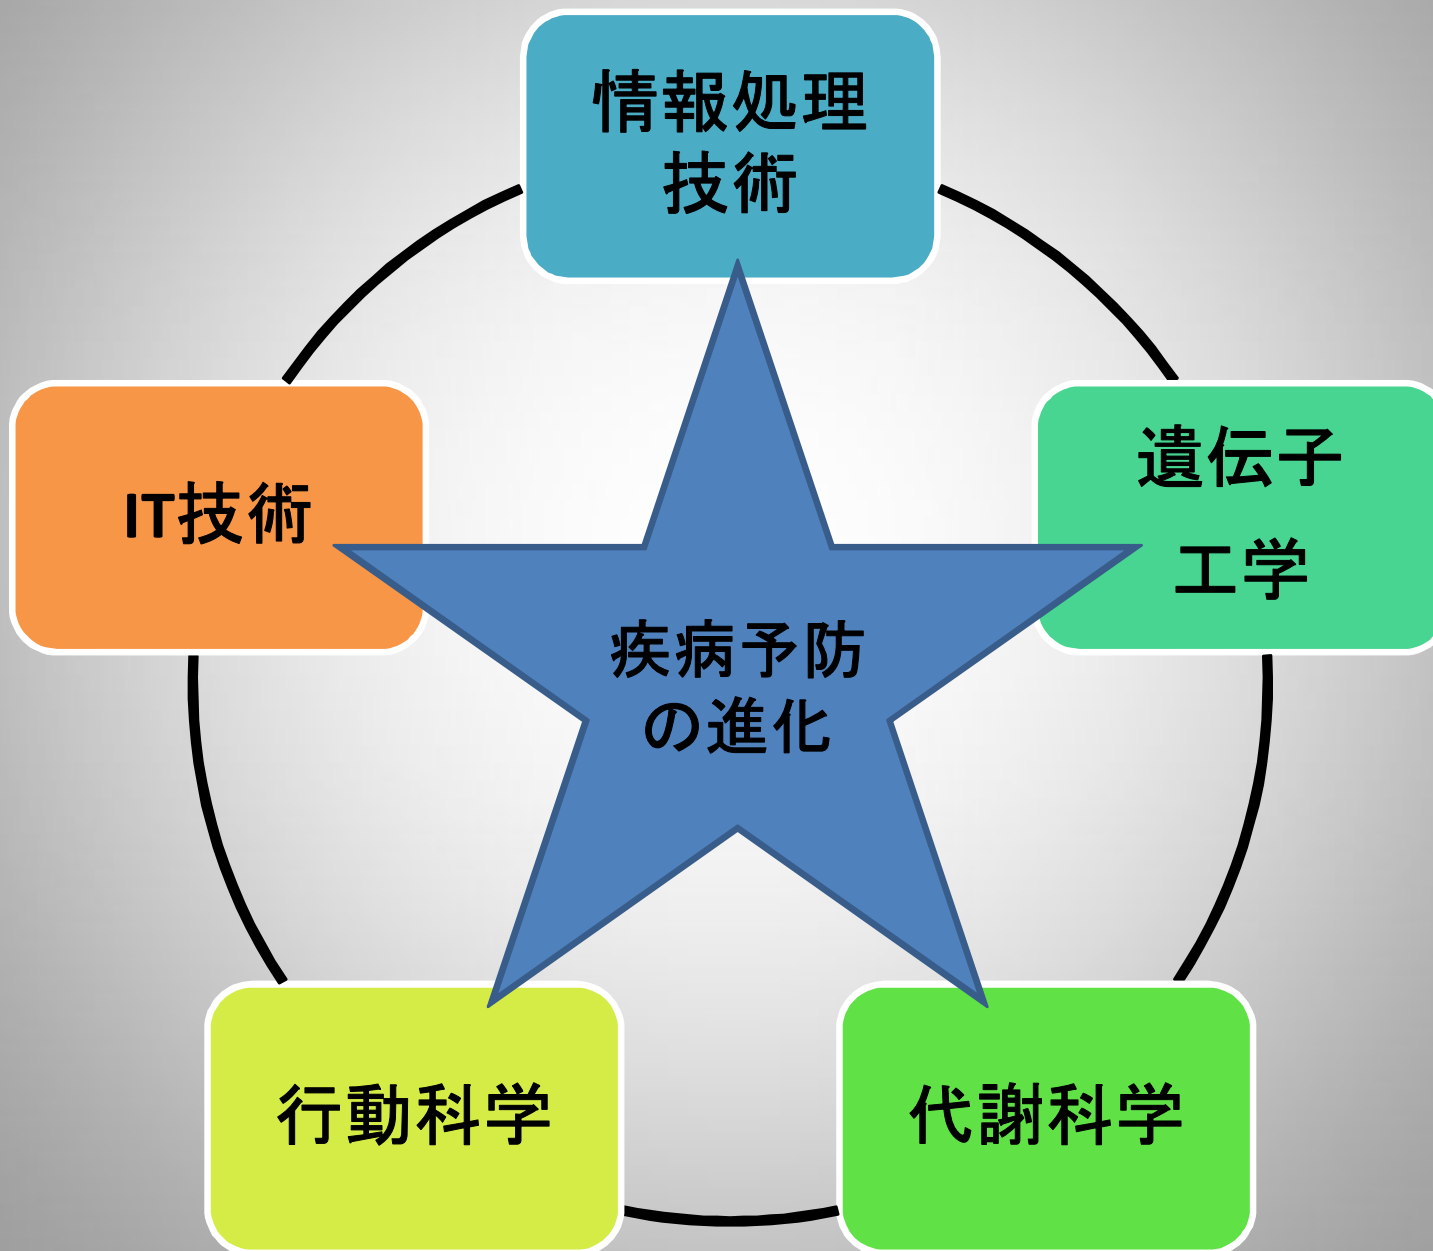 情報処理
技術
IT技術
遺伝子
工学
疾病予防
の進化
行動科学
代謝科学